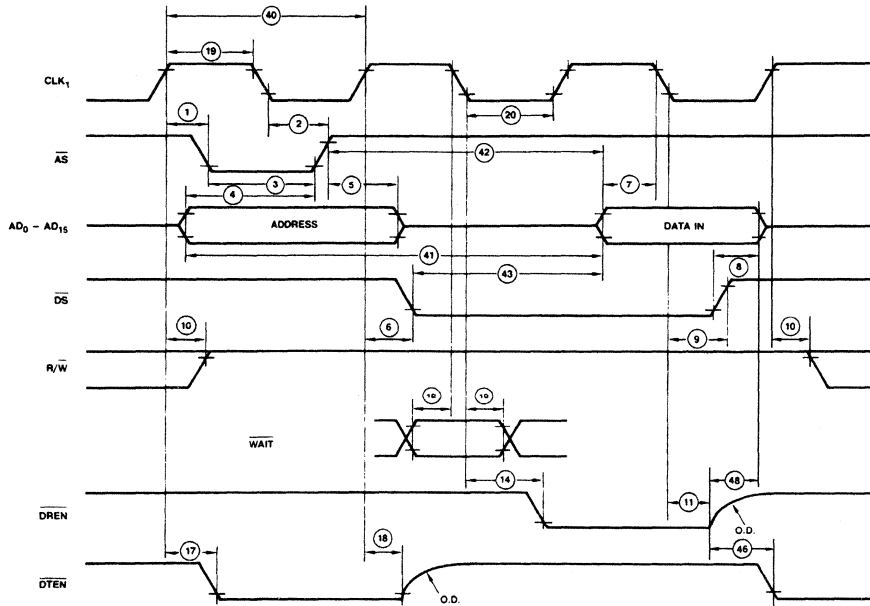 40
19
CLK₁
20
1
2
AS
42
3
4
5
7
AD₀ – AD₁₅
ADDRESS
DATA IN
41
43
8
DS
10
6
9
10
R/W
WAIT
14
48
11
DREN
O.D.
17
18
46
DTEN
O.D.